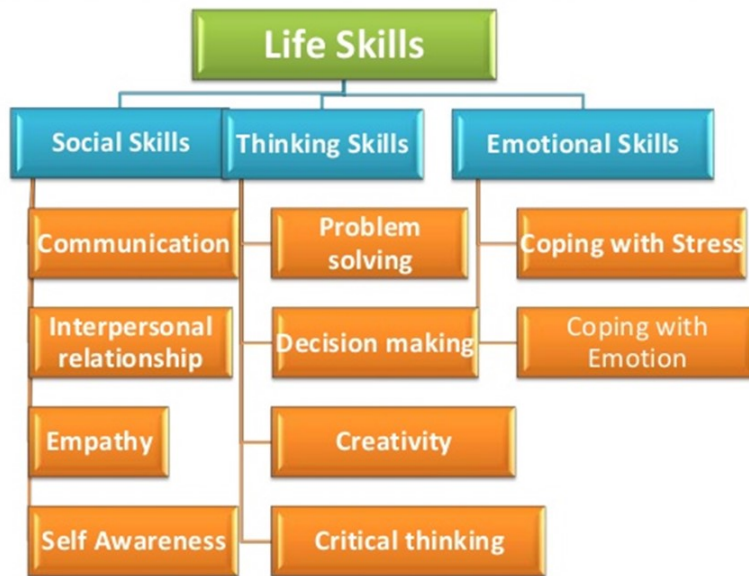 Life Skills
Social Skills
Communication
Interpersonal
relationship
Empathy
Self Awareness
Thinking Skills
Problem
solving
Decision making
Creativity
Critical thinking
Emotional Skills
Coping with Stress
Coping with
Emotion